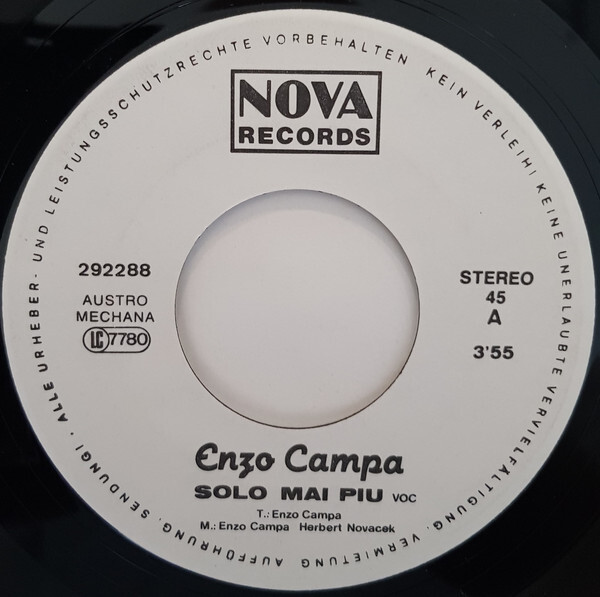 · ALLE URHEBER- UND LEISTUNGSSCHUTZRECHTE VORBEHALTEN KEIN VERLEIH! KEINE UNERLAUBTE VERVIELFÄLTIGUNG, VERMIETUNG, AUFFÜHRUNG, SENDUNG!
NOVA
RECORDS
292288
AUSTRO
MECHANA
LC 7780
STEREO
45
A
3'55
Enzo Campa
SOLO MAI PIU VOC
T.: Enzo Campa
M.: Enzo Campa Herbert Novacek